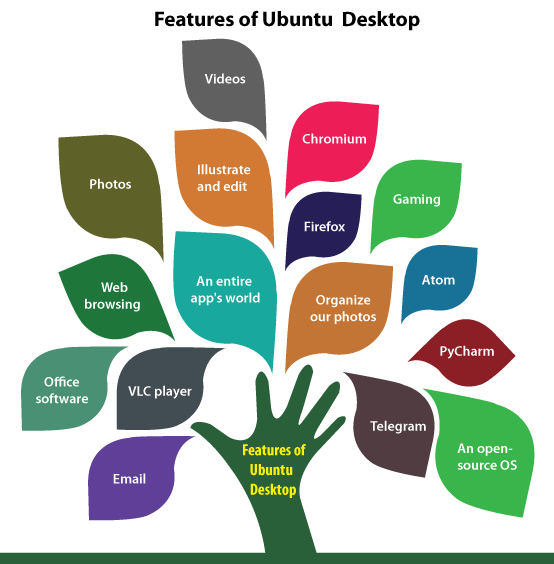 Features of Ubuntu Desktop
Videos
Chromium
Photos
Illustrate
and edit
Gaming
Firefox
Web
browsing
An entire
app's world
Organize
our photos
Atom
PyCharm
Office
software
VLC player
Telegram
An open-
source OS
Email
Features of
Ubuntu
Desktop